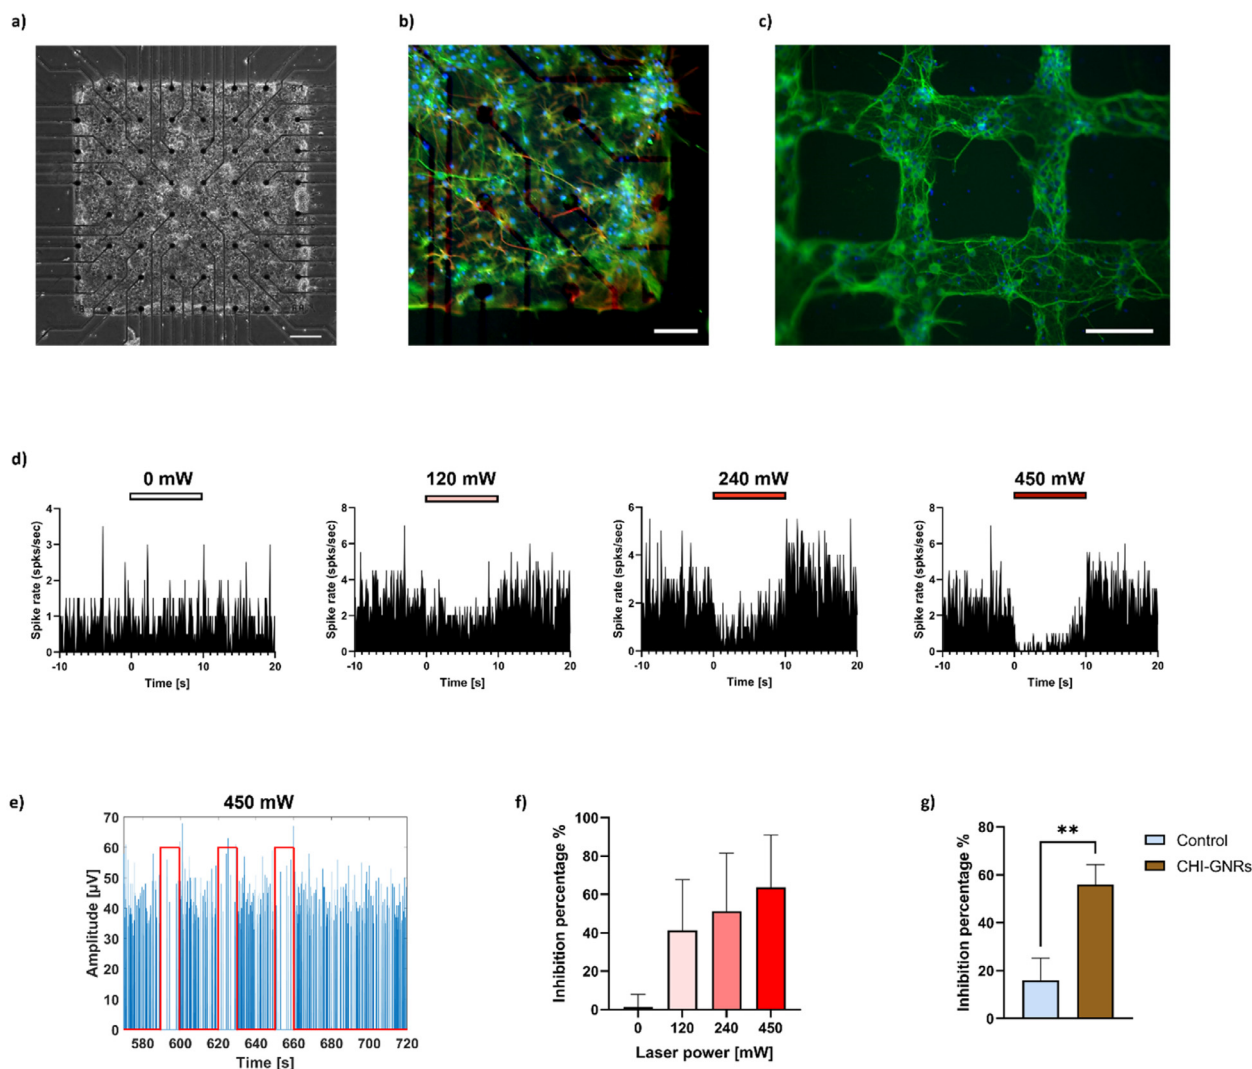 a)
b)
c)
d)
0 mW
120 mW
240 mW
450 mW
Spike rate (spks/sec)
4
3
2
1
0
-10
0
10
20
Time [s]
Spike rate (spks/sec)
8
6
4
2
0
-10
0
10
20
Time [s]
Spike rate (spks/sec)
6
4
2
0
-10
0
10
20
Time [s]
Spike rate (spks/sec)
8
6
4
2
0
-10
0
10
20
Time [s]
e)
450 mW
Amplitude [µV]
70
60
50
40
30
20
10
0
580
600
620
640
660
680
700
720
Time [s]
f)
Inhibition percentage %
100
80
60
40
20
0
0
120
240
450
Laser power [mW]
g)
Inhibition percentage %
80
60
40
20
0
**
Control
CHI-GNRs